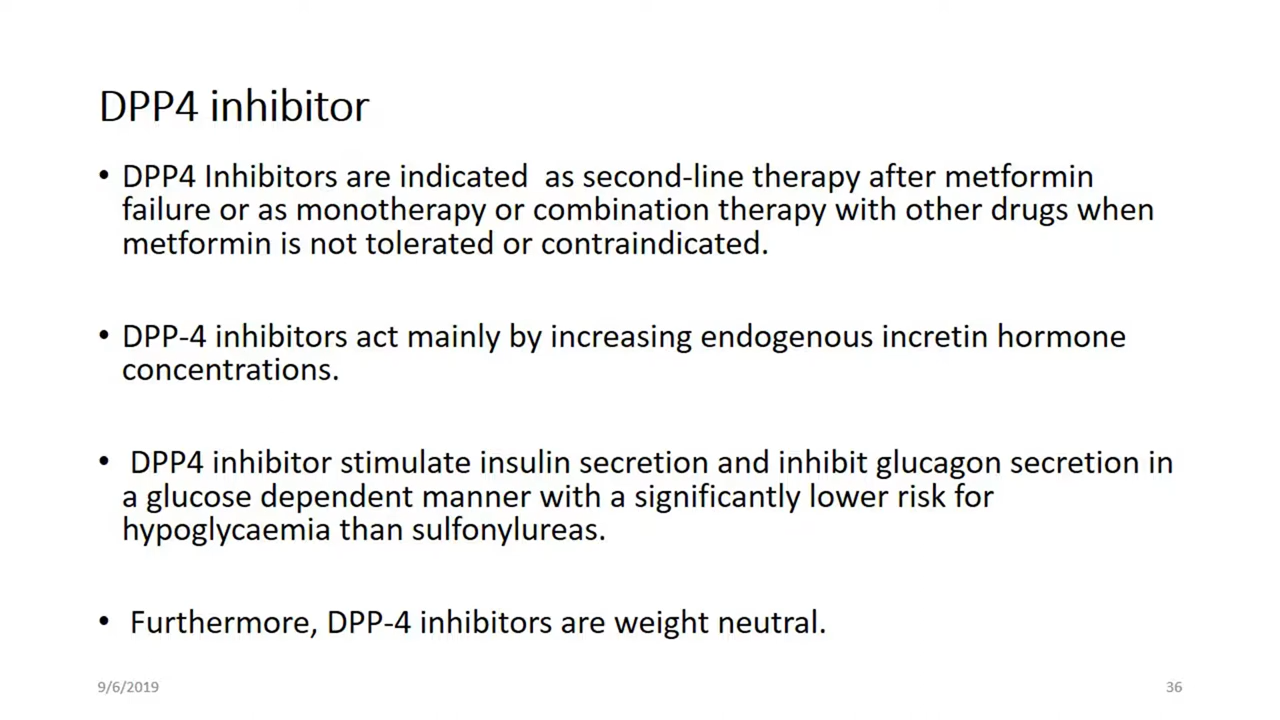 DPP4 inhibitor
• DPP4 Inhibitors are indicated  as second-line therapy after metformin
failure or as monotherapy or combination therapy with other drugs when
metformin is not tolerated or contraindicated.
• DPP-4 inhibitors act mainly by increasing endogenous incretin hormone
concentrations.
• DPP4 inhibitor stimulate insulin secretion and inhibit glucagon secretion in
a glucose dependent manner with a significantly lower risk for
hypoglycaemia than sulfonylureas.
• Furthermore, DPP-4 inhibitors are weight neutral.
9/6/2019
36